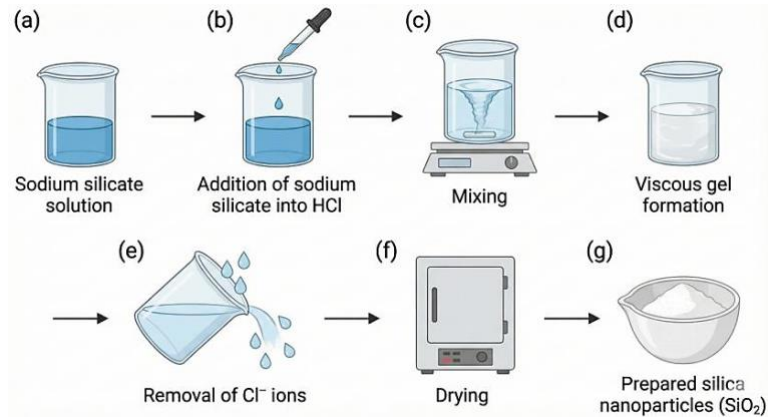 (a)
(b)
(c)
(d)
Sodium silicate
solution
Addition of sodium
silicate into HCl
Mixing
Viscous gel
formation
(e)
(f)
(g)
Removal of Cl⁻ ions
Drying
Prepared silica
nanoparticles (SiO₂)